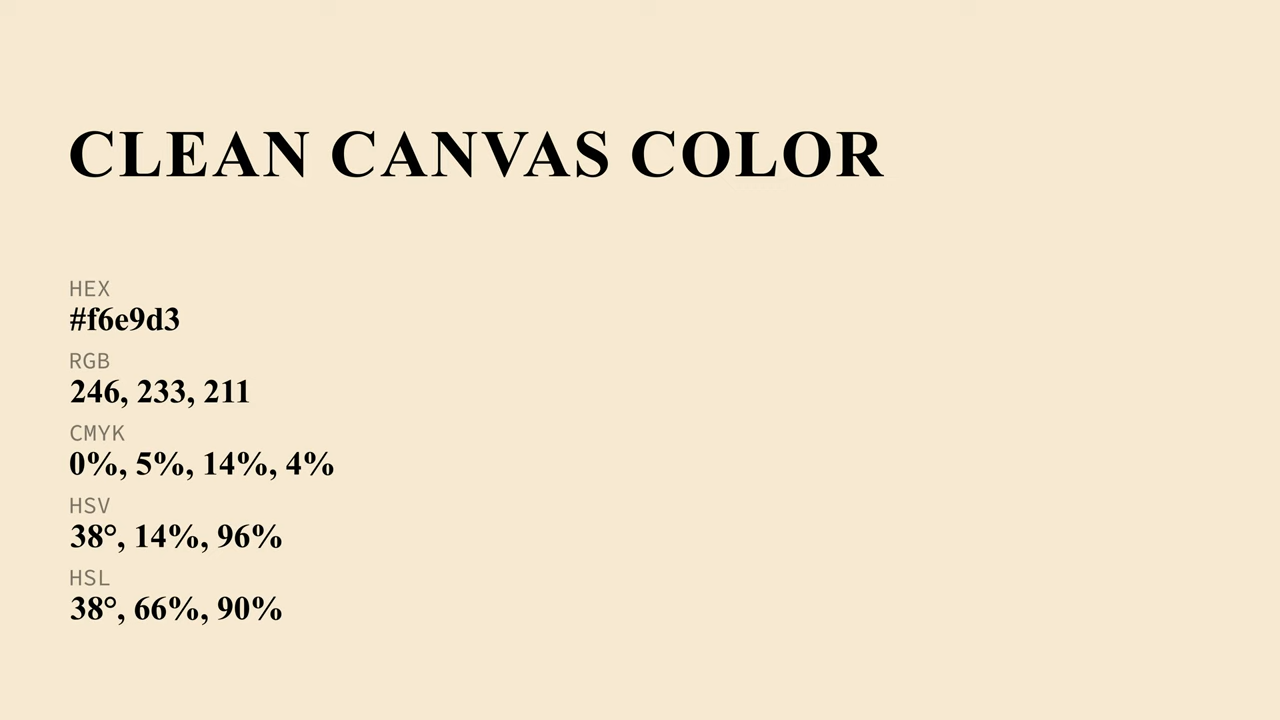 CLEAN CANVAS COLOR
HEX
#f6e9d3
RGB
246, 233, 211
CMYK
0%, 5%, 14%, 4%
HSV
38°, 14%, 96%
HSL
38°, 66%, 90%